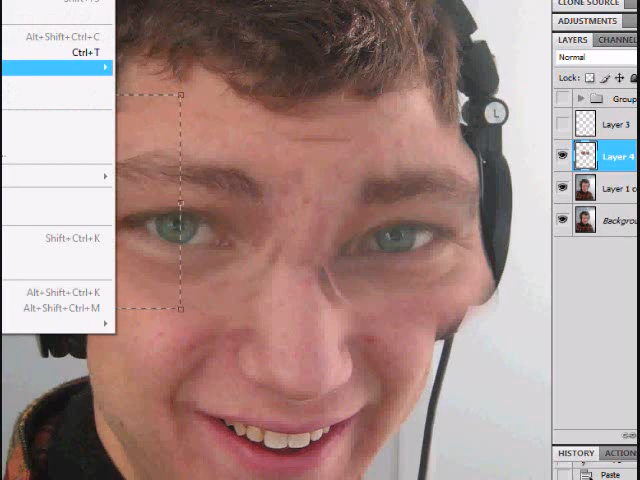 Alt+Shift+Ctrl+C
Ctrl+T
Shift+Ctrl+K
Alt+Shift+Ctrl+K
Alt+Shift+Ctrl+M
L
CLONE SOURCE
ADJUSTMENTS
LAYERS CHANNEL
Normal
Lock:
Group
Layer 3
Layer 4
Layer 1 c
Backgrou
HISTORY ACTIONS
Paste